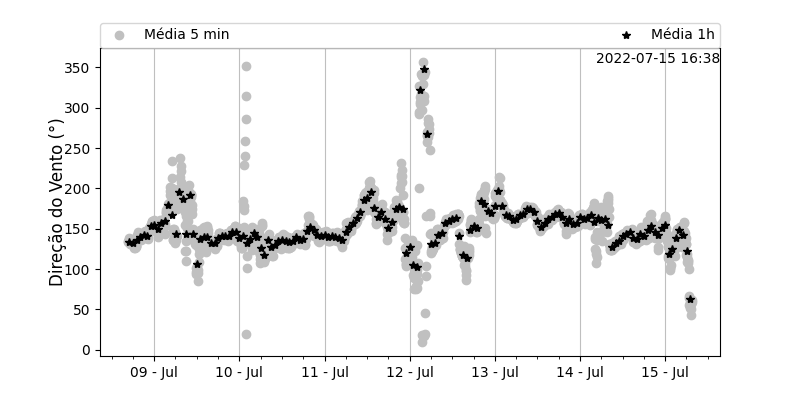 Média 5 min
Média 1h
2022-07-15 16:38
Direção do Vento (°)
350
300
250
200
150
100
50
0
09 - Jul
10 - Jul
11 - Jul
12 - Jul
13 - Jul
14 - Jul
15 - Jul